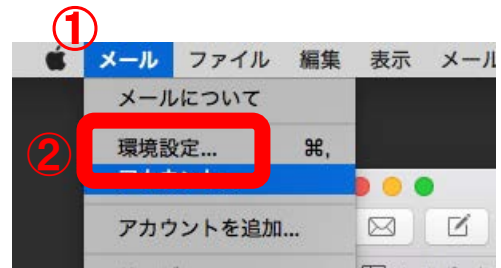 ①
メール ファイル 編集 表示 メール
メールについて
② 環境設定... ⌘,
アカウントを追加...